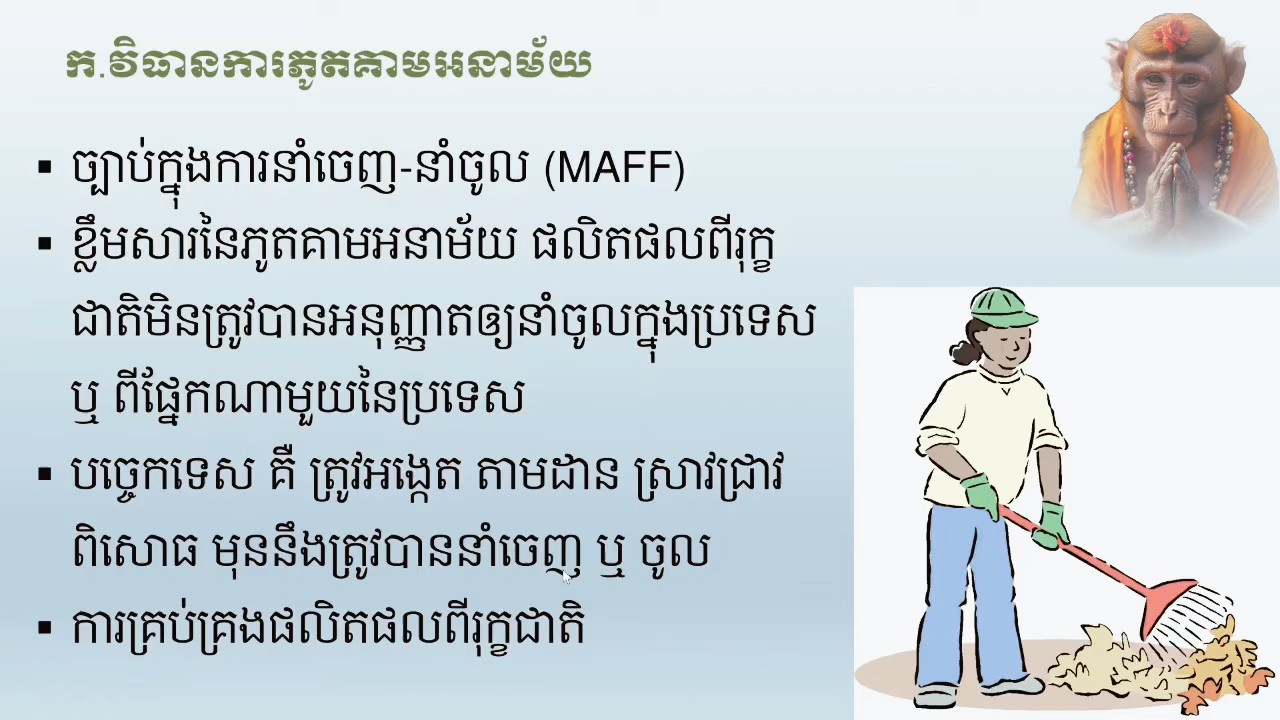 ក.វិធានការភូតគាមអនាម័យ
▪ ច្បាប់ក្នុងការនាំចេញ-នាំចូល (MAFF)
▪ ខ្លឹមសារនៃភូតគាមអនាម័យ ផលិតផលពីរុក្ខ
ជាតិមិនត្រូវបានអនុញ្ញាតឲ្យនាំចូលក្នុងប្រទេស
ឬ ពីផ្នែកណាមួយនៃប្រទេស
▪ បច្ចេកទេស គឺ ត្រូវអង្កេត តាមដាន ស្រាវជ្រាវ
ពិសោធ មុននឹងត្រូវបាននាំចេញ ឬ ចូល
▪ ការគ្រប់គ្រងផលិតផលពីរុក្ខជាតិ